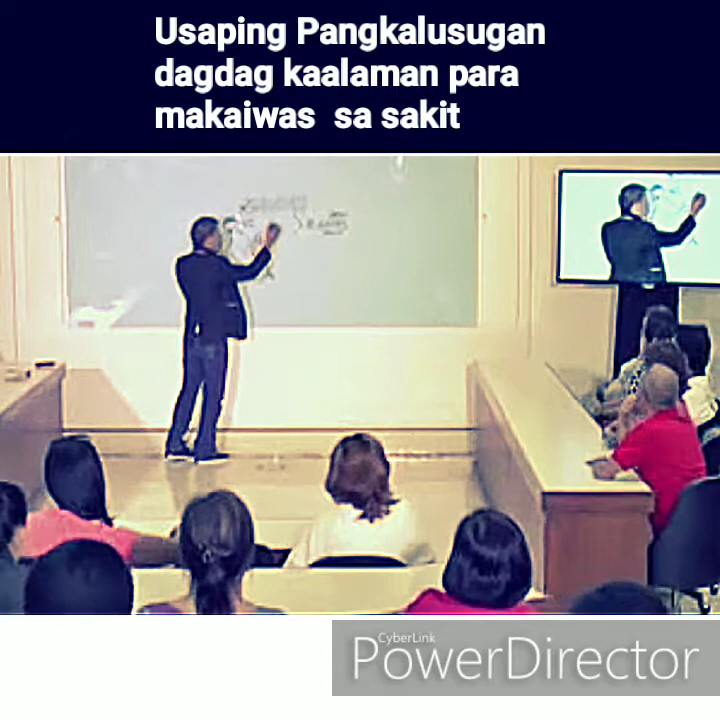 Usaping Pangkalusugan
dagdag kaalaman para
makaiwas sa sakit
CyberLink
PowerDirector